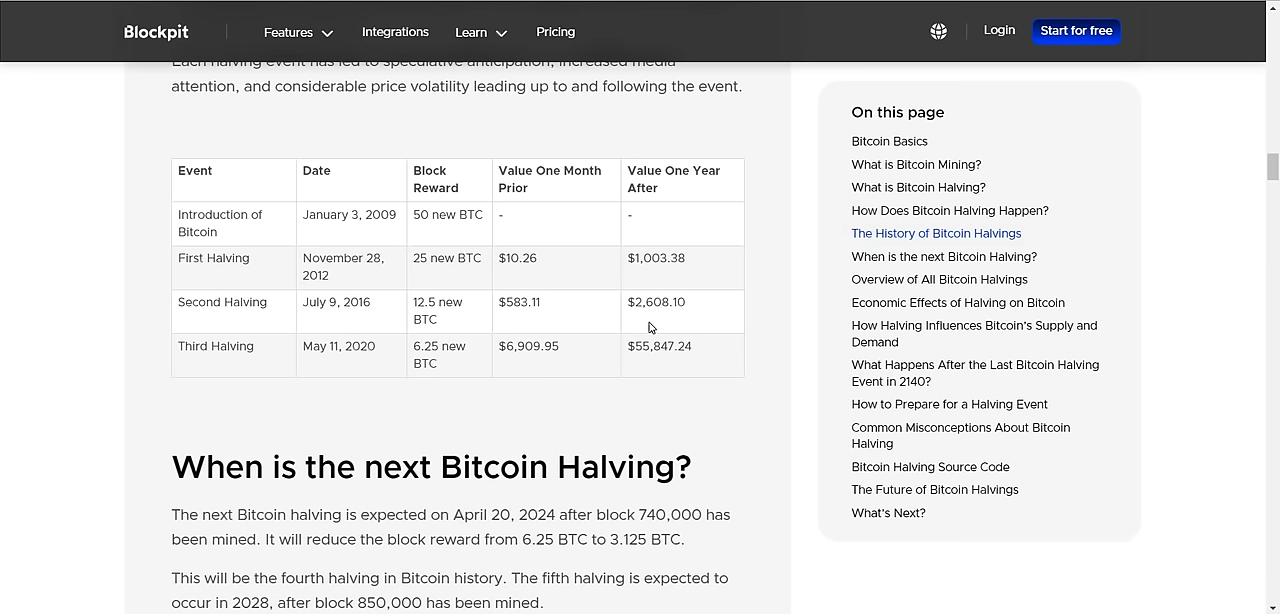 Blockpit
Features
Integrations
Learn
Pricing
Login
Start for free
Each halving event has led to speculative anticipation, increased media
attention, and considerable price volatility leading up to and following the event.
Event
Date
Block
Reward
Value One Month
Prior
Value One Year
After
Introduction of
Bitcoin
January 3, 2009
50 new BTC
-
-
First Halving
November 28,
2012
25 new BTC
$10.26
$1,003.38
Second Halving
July 9, 2016
12.5 new
BTC
$583.11
$2,608.10
Third Halving
May 11, 2020
6.25 new
BTC
$6,909.95
$55,847.24
When is the next Bitcoin Halving?
The next Bitcoin halving is expected on April 20, 2024 after block 740,000 has
been mined. It will reduce the block reward from 6.25 BTC to 3.125 BTC.
This will be the fourth halving in Bitcoin history. The fifth halving is expected to
occur in 2028, after block 850,000 has been mined.
On this page
Bitcoin Basics
What is Bitcoin Mining?
What is Bitcoin Halving?
How Does Bitcoin Halving Happen?
The History of Bitcoin Halvings
When is the next Bitcoin Halving?
Overview of All Bitcoin Halvings
Economic Effects of Halving on Bitcoin
How Halving Influences Bitcoin's Supply and
Demand
What Happens After the Last Bitcoin Halving
Event in 2140?
How to Prepare for a Halving Event
Common Misconceptions About Bitcoin
Halving
Bitcoin Halving Source Code
The Future of Bitcoin Halvings
What's Next?